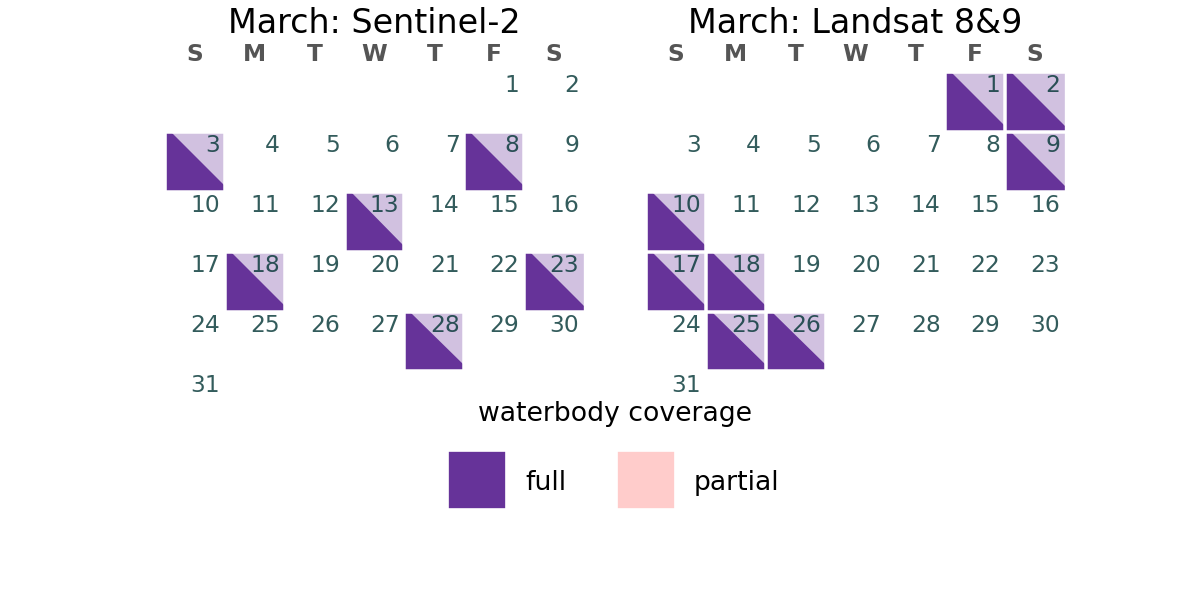 March: Sentinel-2
S M T W T F S
1 2
3 4 5 6 7 8 9
10 11 12 13 14 15 16
17 18 19 20 21 22 23
24 25 26 27 28 29 30
31
March: Landsat 8&9
S M T W T F S
1 2
3 4 5 6 7 8 9
10 11 12 13 14 15 16
17 18 19 20 21 22 23
24 25 26 27 28 29 30
31
waterbody coverage
full partial